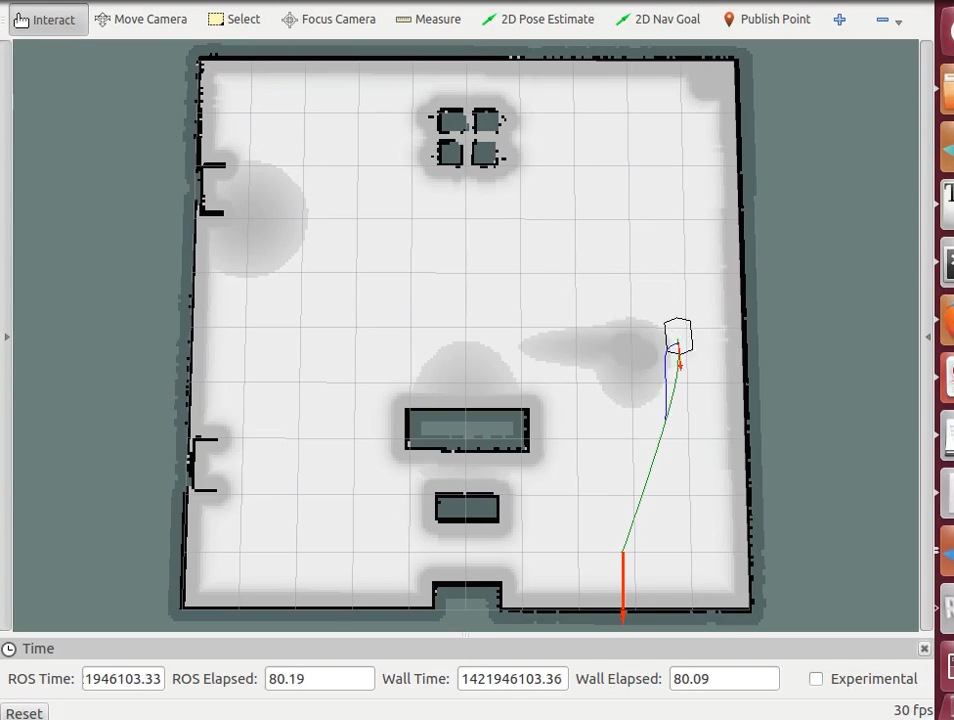 Interact Move Camera Select Focus Camera Measure 2D Pose Estimate 2D Nav Goal Publish Point
Time
ROS Time: 1946103.33 ROS Elapsed: 80.19 Wall Time: 1421946103.36 Wall Elapsed: 80.09 Experimental
Reset 30 fps